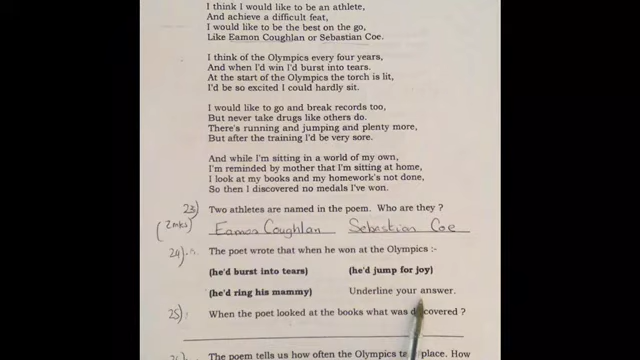 I think I would like to be an athlete,
And achieve a difficult feat,
I would like to be the best on the go,
Like Eamon Coughlan or Sebastian Coe.
I think of the Olympics every four years,
And when I'd win I'd burst into tears.
At the start of the Olympics the torch is lit,
I'd be so excited I could hardly sit.
I would like to go and break records too,
But never take drugs like others do.
There's running and jumping and plenty more,
But after the training I'd be very sore.
And while I'm sitting in a world of my own,
I'm reminded by mother that I'm sitting at home,
I look at my books and my homework's not done,
So then I discovered no medals I've won.
23) Two athletes are named in the poem. Who are they ?
(2mks) Eamon Coughlan Sebastian Coe
24) The poet wrote that when he won at the Olympics :-
(he'd burst into tears) (he'd jump for joy)
(he'd ring his mammy) Underline your answer.
25) When the poet looked at the books what was discovered ?
The poem tells us how often the Olympics take place. How